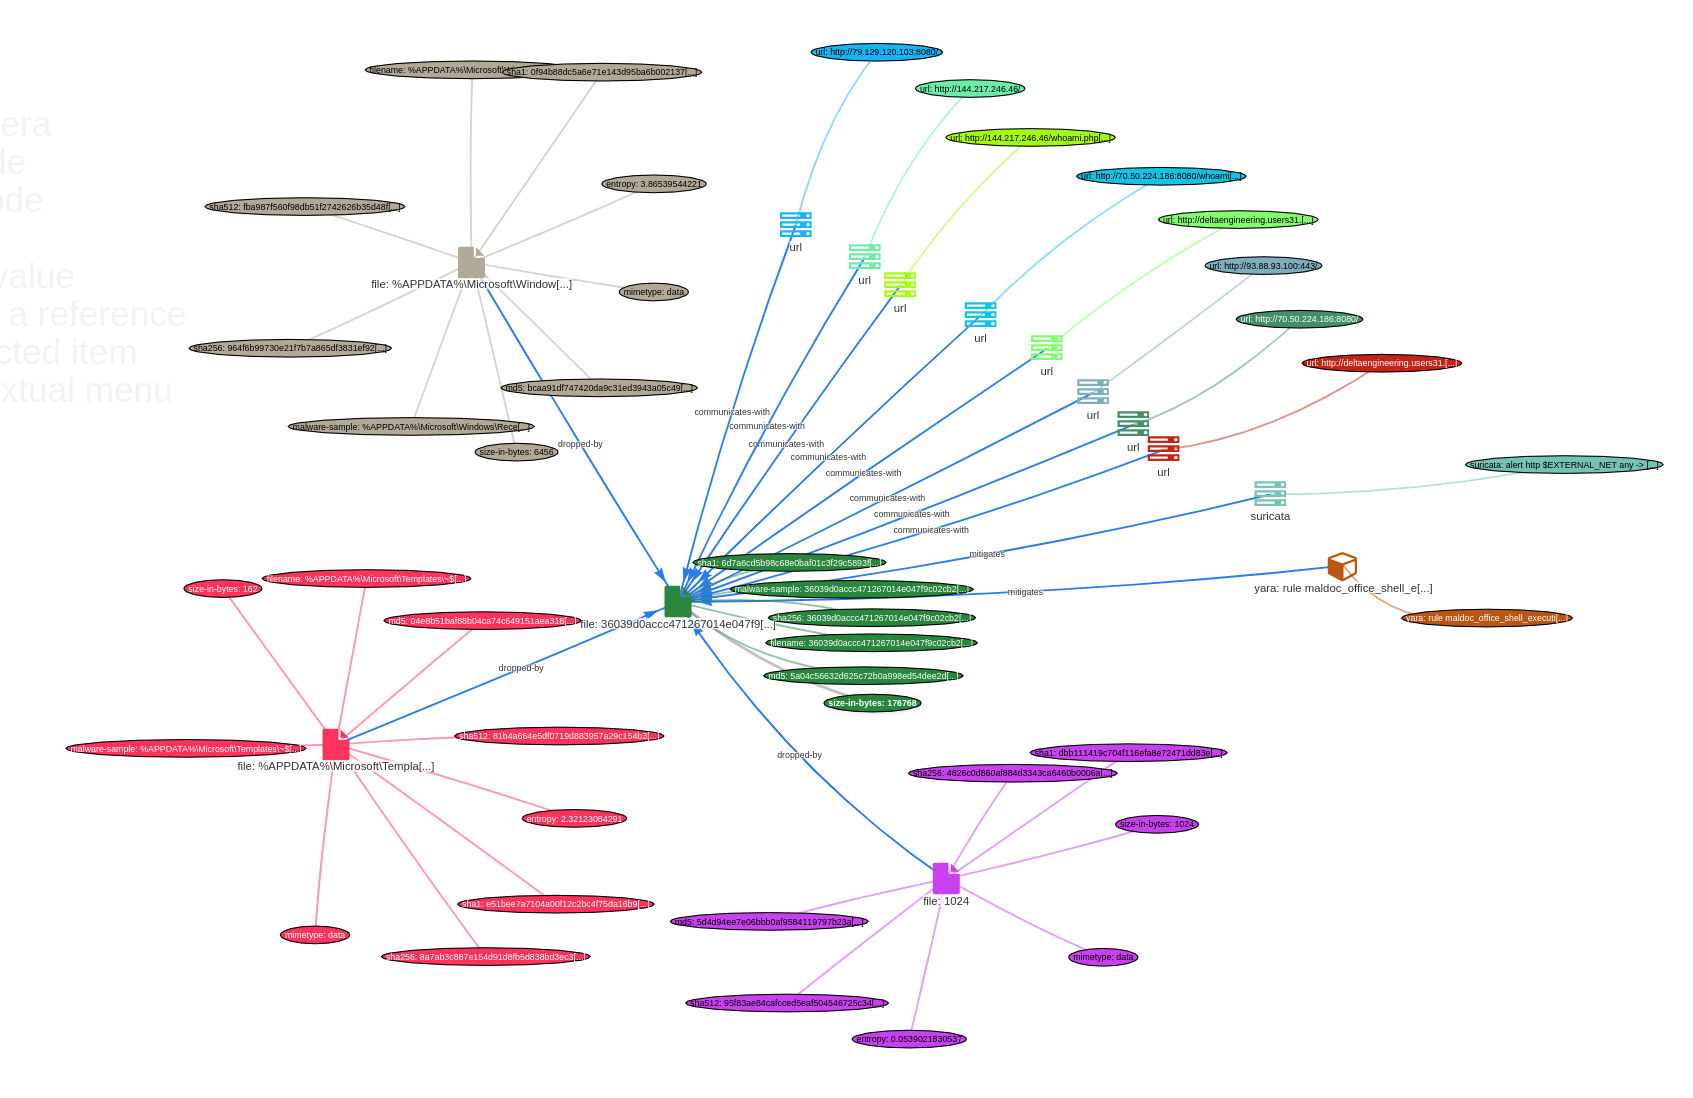 url: http://79.129.120.103:8080/
filename: %APPDATA%\Microsoft\
sha1: 0f94b88dc5a6e71e143d95ba6b002137[...]
url: http://144.217.246.46/
era
de
ode
value
a reference
cted item
xtual menu
url: http://144.217.246.46/whoami.php[...]
url: http://70.50.224.186:8080/whoami[...]
entropy: 3.86539544221
sha512: fba987f560f98db51f2742626b35d48f[...]
url: http://deltaengineering.users31.[...]
url
url: http://93.88.93.100:443/
url
file: %APPDATA%\Microsoft\Window[...]
mimetype: data
url
url: http://70.50.224.186:8080/
url
sha256: 964f6b99730e21f7b7a865df3831ef92[...]
url: http://deltaengineering.users31.[...]
url
md5: bcaa91df747420da9c31ed3943a05c49[...]
communicates-with
url
malware-sample: %APPDATA%\Microsoft\Windows\Rece[...]
communicates-with
dropped-by
communicates-with
url
size-in-bytes: 6456
communicates-with
suricata: alert http $EXTERNAL_NET any -> [...]
communicates-with
url
communicates-with
communicates-with
suricata
communicates-with
mitigates
sha1: 6d7a6cd5b98c68e0baf01c3f29c5893f[...]
size-in-bytes: 162
filename: %APPDATA%\Microsoft\Templates\~$[...]
malware-sample: 36039d0accc471267014e047f9c02cb2[...]
mitigates
yara: rule maldoc_office_shell_e[...]
md5: 04e8b51baf88b04ca74c649151aea318[...]
file: 36039d0accc471267014e047f9[...]
sha256: 36039d0accc471267014e047f9c02cb2[...]
yara: rule maldoc_office_shell_executi[...]
filename: 36039d0accc471267014e047f9c02cb2[...]
dropped-by
md5: 5a04c56632d625c72b0a998ed54dee2d[...]
size-in-bytes: 176768
sha512: 81b4a664e5df0719d883957a29c154b3[...]
malware-sample: %APPDATA%\Microsoft\Templates\~$[...]
dropped-by
sha1: dbb111419c704f116efa8e72471dd83e[...]
file: %APPDATA%\Microsoft\Templa[...]
sha256: 4826c0d860af884d3343ca6460b0006a[...]
entropy: 2.32123084291
size-in-bytes: 1024
file: 1024
sha1: e51bee7a7104a00f12c2bc4f75da16b9[...]
md5: 5d4d94ee7e06bbb0af9584119797b23a[...]
mimetype: data
sha256: 8a7ab3c887e154d91d8fb5d838bd3ec3[...]
mimetype: data
sha512: 95f83ae84cafcced5eaf504546725c34[...]
entropy: 0.0539021830537